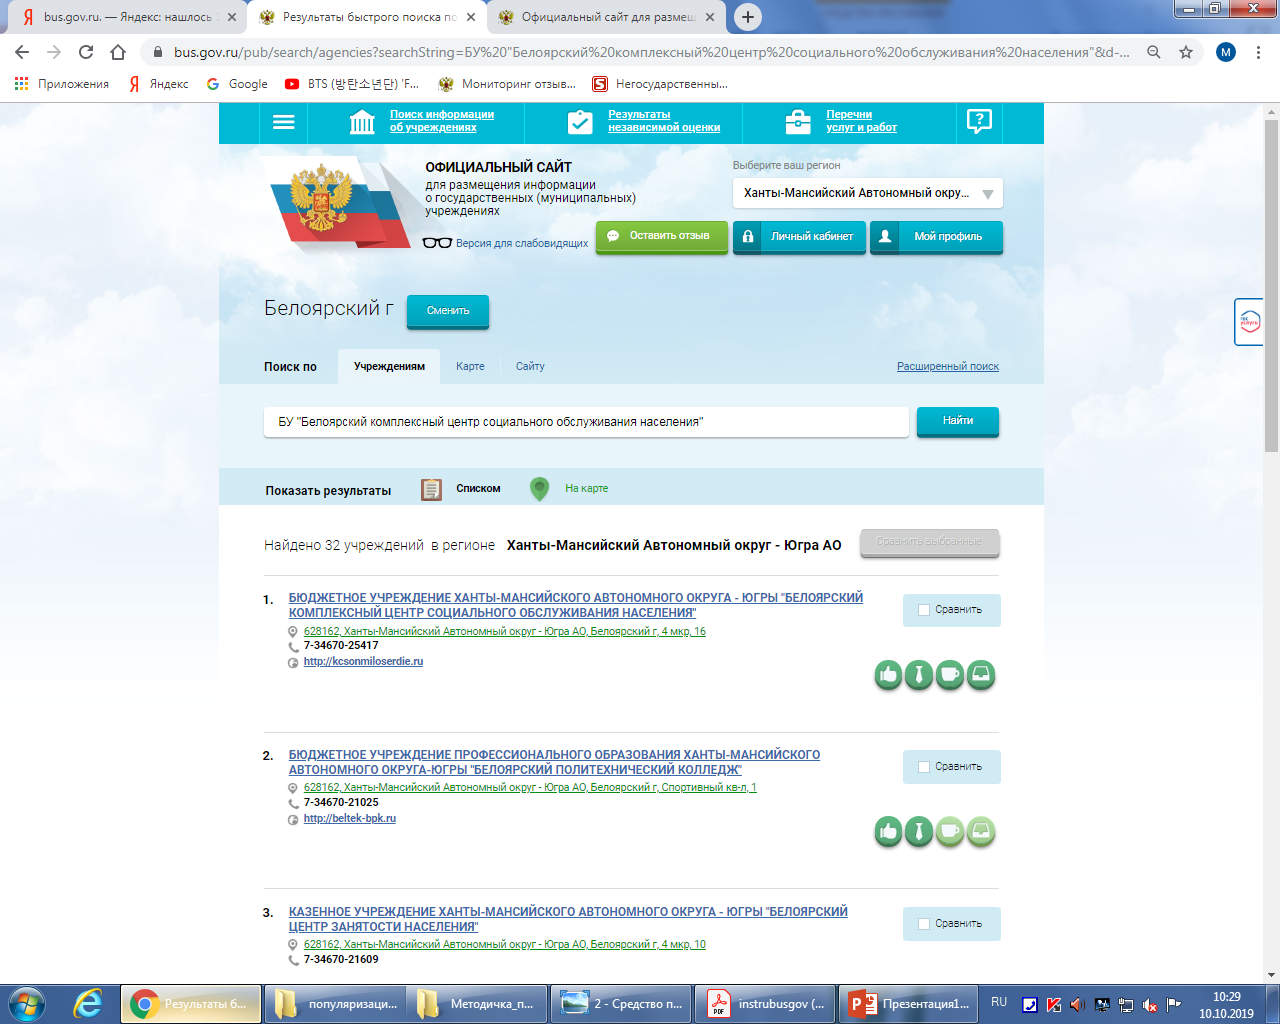 bus.gov.ru. — Яндекс: нашлось
Результаты быстрого поиска по
Официальный сайт для размещ
bus.gov.ru/pub/search/agencies?searchString=БУ%20"Белоярский%20комплексный%20центр%20социального%20обслуживания%20населения"&d-...
M
Приложения
Яндекс
Google
BTS (방탄소년단) 'F...
Мониторинг отзыв...
Негосударственны...
Поиск информации
об учреждениях
Результаты
независимой оценки
Перечни
услуг и работ
ОФИЦИАЛЬНЫЙ САЙТ
для размещения информации
о государственных (муниципальных)
учреждениях
Версия для слабовидящих
Выберите ваш регион
Ханты-Мансийский Автономный окру...
Оставить отзыв
Личный кабинет
Мой профиль
Белоярский г
Сменить
Поиск по
Учреждениям
Карте
Сайту
Расширенный поиск
БУ "Белоярский комплексный центр социального обслуживания населения"
Найти
Показать результаты
Списком
На карте
Найдено 32 учреждений в регионе Ханты-Мансийский Автономный округ - Югра АО
Сравнить выбранные
1. БЮДЖЕТНОЕ УЧРЕЖДЕНИЕ ХАНТЫ-МАНСИЙСКОГО АВТОНОМНОГО ОКРУГА - ЮГРЫ "БЕЛОЯРСКИЙ
КОМПЛЕКСНЫЙ ЦЕНТР СОЦИАЛЬНОГО ОБСЛУЖИВАНИЯ НАСЕЛЕНИЯ"
Сравнить
628162, Ханты-Мансийский Автономный округ - Югра АО, Белоярский г, 4 мкр, 16
7-34670-25417
http://kcsonmiloserdie.ru
2. БЮДЖЕТНОЕ УЧРЕЖДЕНИЕ ПРОФЕССИОНАЛЬНОГО ОБРАЗОВАНИЯ ХАНТЫ-МАНСИЙСКОГО
АВТОНОМНОГО ОКРУГА-ЮГРЫ "БЕЛОЯРСКИЙ ПОЛИТЕХНИЧЕСКИЙ КОЛЛЕДЖ"
Сравнить
628162, Ханты-Мансийский Автономный округ - Югра АО, Белоярский г, Спортивный кв-л, 1
7-34670-21025
http://beltek-bpk.ru
3. КАЗЕННОЕ УЧРЕЖДЕНИЕ ХАНТЫ-МАНСИЙСКОГО АВТОНОМНОГО ОКРУГА - ЮГРЫ "БЕЛОЯРСКИЙ
ЦЕНТР ЗАНЯТОСТИ НАСЕЛЕНИЯ"
Сравнить
628162, Ханты-Мансийский Автономный округ - Югра АО, Белоярский г, 4 мкр, 10
7-34670-21609
Результаты б...
популяризаци...
Методичка_п...
2 - Средство п...
instrubusgov (...
Презентация1...
RU
10:29
10.10.2019